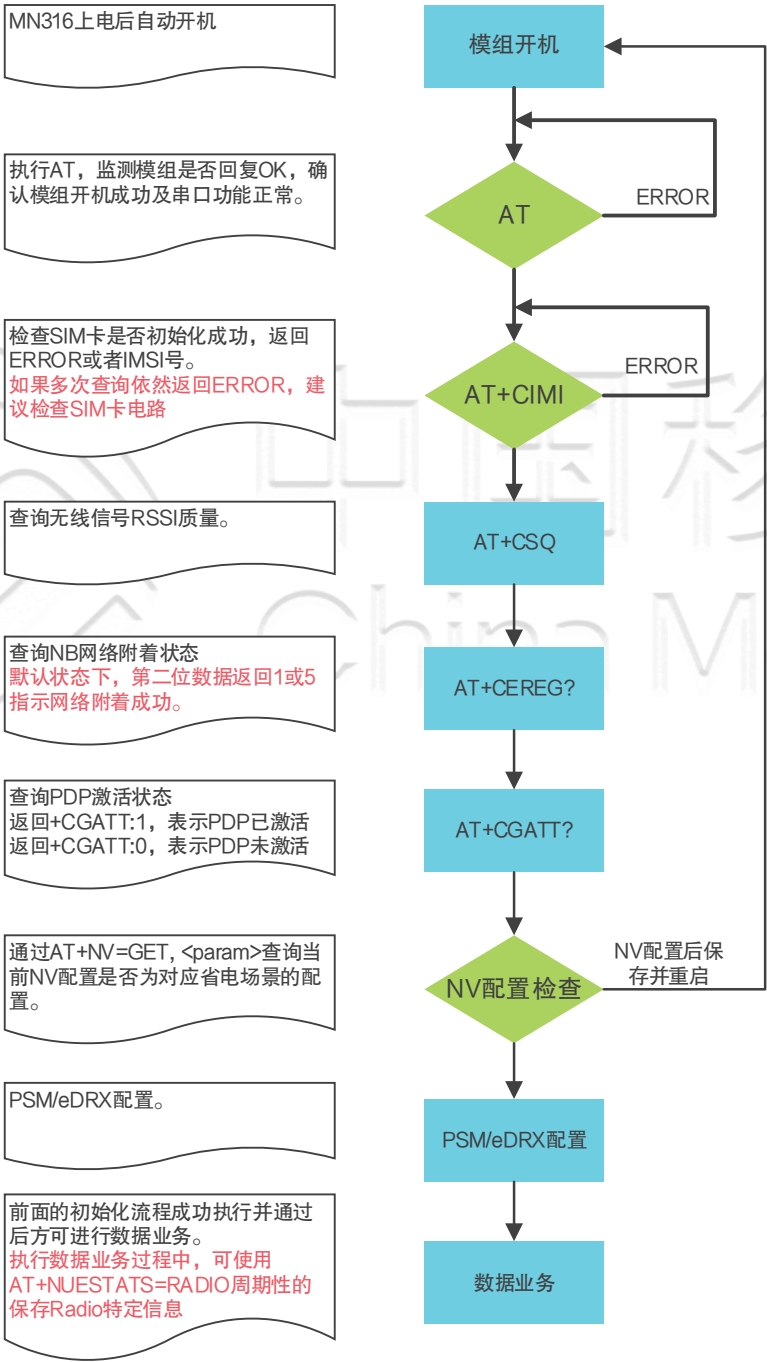 MN316上电后自动开机
模组开机
执行AT，监测模组是否回复OK，确
认模组开机成功及串口功能正常。
AT
ERROR
检查SIM卡是否初始化成功，返回
ERROR或者IMSI号。
如果多次查询依然返回ERROR，建
议检查SIM卡电路
AT+CIMI
ERROR
查询无线信号RSSI质量。
AT+CSQ
查询NB网络附着状态
默认状态下，第二位数据返回1或5
指示网络附着成功。
AT+CEREG?
查询PDP激活状态
返回+CGATT:1，表示PDP已激活
返回+CGATT:0，表示PDP未激活
AT+CGATT?
通过AT+NV=GET, <param>查询当
前NV配置是否为对应省电场景的配
置。
NV配置检查
NV配置后保
存并重启
PSM/eDRX配置。
PSM/eDRX配置
前面的初始化流程成功执行并通过
后方可进行数据业务。
执行数据业务过程中，可使用
AT+NUESTATS=RADIO周期性的
保存Radio特定信息
数据业务
中国移
China M